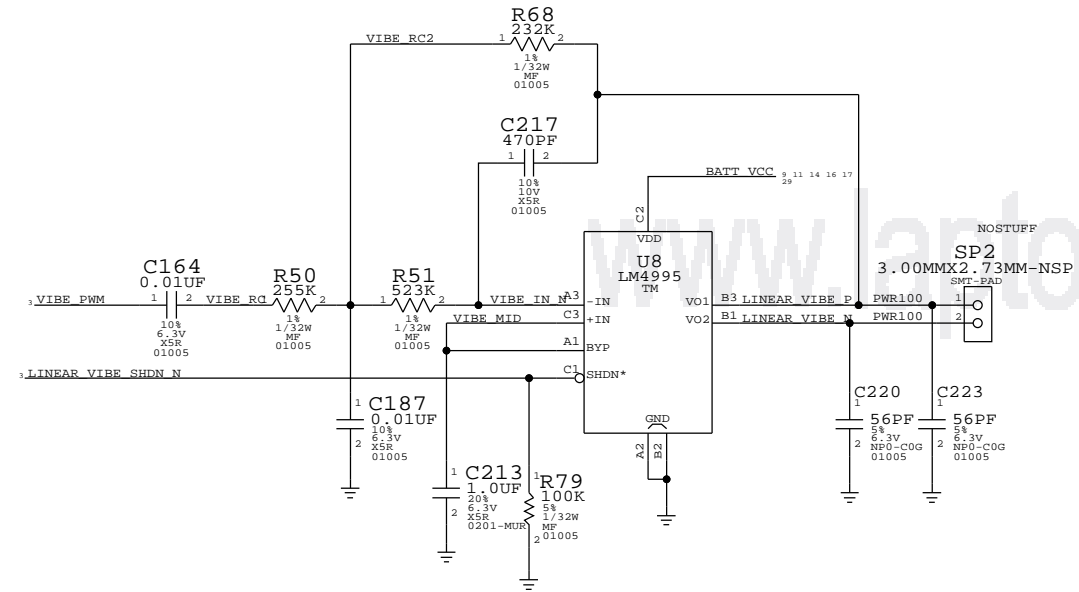 R68
232K
VIBE_RC2
1
2
1%
1/32W
MF
01005
C217
470PF
1
2
10%
10V
X5R
01005
BATT_VCC
9 11 14 16 17
29
C2
VDD
www.lapto
NOSTUFF
SP2
3.00MMX2.73MM-NSP
SMT-PAD
U8
LM4995
TM
C164
0.01UF
R50
255K
R51
523K
3 VIBE_PWM
1
2
VIBE_RC
1
2
1
2
VIBE_IN_N
A3
-IN
VO1
B3
LINEAR_VIBE_P
PWR100
1
10%
6.3V
X5R
01005
1%
1/32W
MF
01005
1%
1/32W
MF
01005
VIBE_MID
C3
+IN
VO2
B1
LINEAR_VIBE_N
PWR100
2
A1
BYP
3 LINEAR_VIBE_SHDN_N
C1
SHDN*
GND
A2
B2
C187
0.01UF
1
10%
6.3V
X5R
01005
2
C220
1
56PF
5%
6.3V
NP0-C0G
01005
2
C223
1
56PF
5%
6.3V
NP0-C0G
01005
2
C213
1.0UF
1
20%
6.3V
X5R
0201-MUR
2
R79
100K
1
5%
1/32W
MF
01005
2